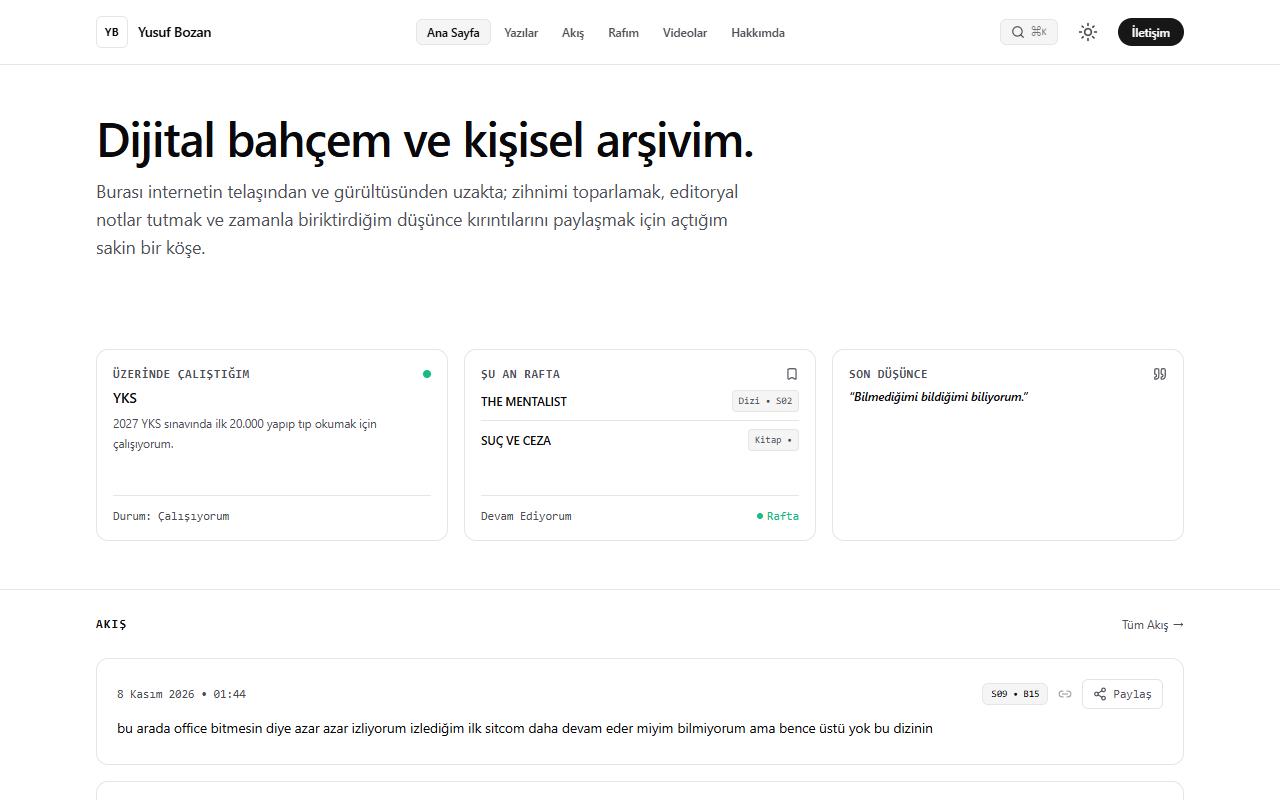 YB
Yusuf Bozan
Ana Sayfa
Yazılar
Akış
Rafım
Videolar
Hakkımda
⌘K
İletişim
Dijital bahçem ve kişisel arşivim.
Burası internetin telaşından ve gürültüsünden uzakta; zihnimi toparlamak, editoryal
notlar tutmak ve zamanla biriktirdiğim düşünce kırıntılarını paylaşmak için açtığım
sakin bir köşe.
ÜZERİNDE ÇALIŞTIĞIM
YKS
2027 YKS sınavında ilk 20.000 yapıp tıp okumak için
çalışıyorum.
Durum: Çalışıyorum
ŞU AN RAFTA
THE MENTALIST
Dizi • S02
SUÇ VE CEZA
Kitap •
Devam Ediyorum
Rafta
SON DÜŞÜNCE
“Bilmediğimi bildiğimi biliyorum.”
AKIŞ
Tüm Akış →
8 Kasım 2026 • 01:44
S09 • B15
Paylaş
bu arada office bitmesin diye azar azar izliyorum izlediğim ilk sitcom daha devam eder miyim bilmiyorum ama bence üstü yok bu dizinin